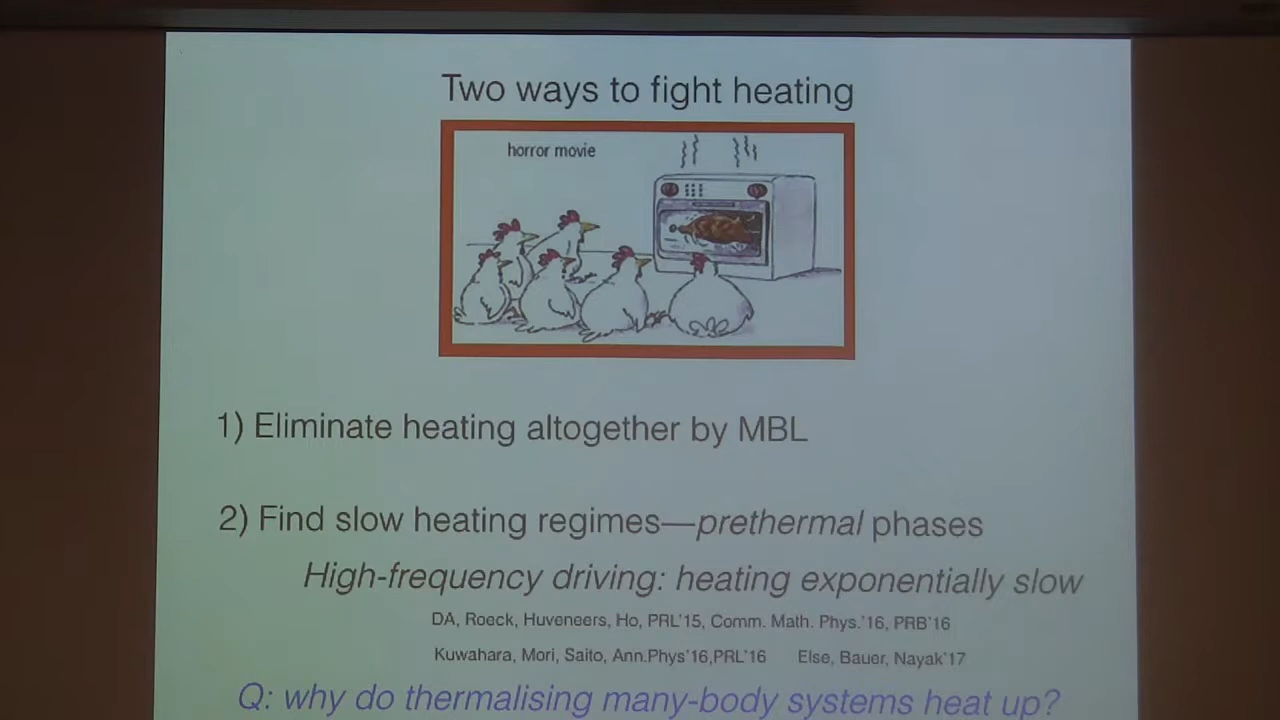 Two ways to fight heating
horror movie
1) Eliminate heating altogether by MBL
2) Find slow heating regimes—prethermal phases
High-frequency driving: heating exponentially slow
DA, Roeck, Huveneers, Ho, PRL'15, Comm. Math. Phys.'16, PRB'16
Kuwahara, Mori, Saito, Ann.Phys'16,PRL'16 Else, Bauer, Nayak'17
Q: why do thermalising many-body systems heat up?